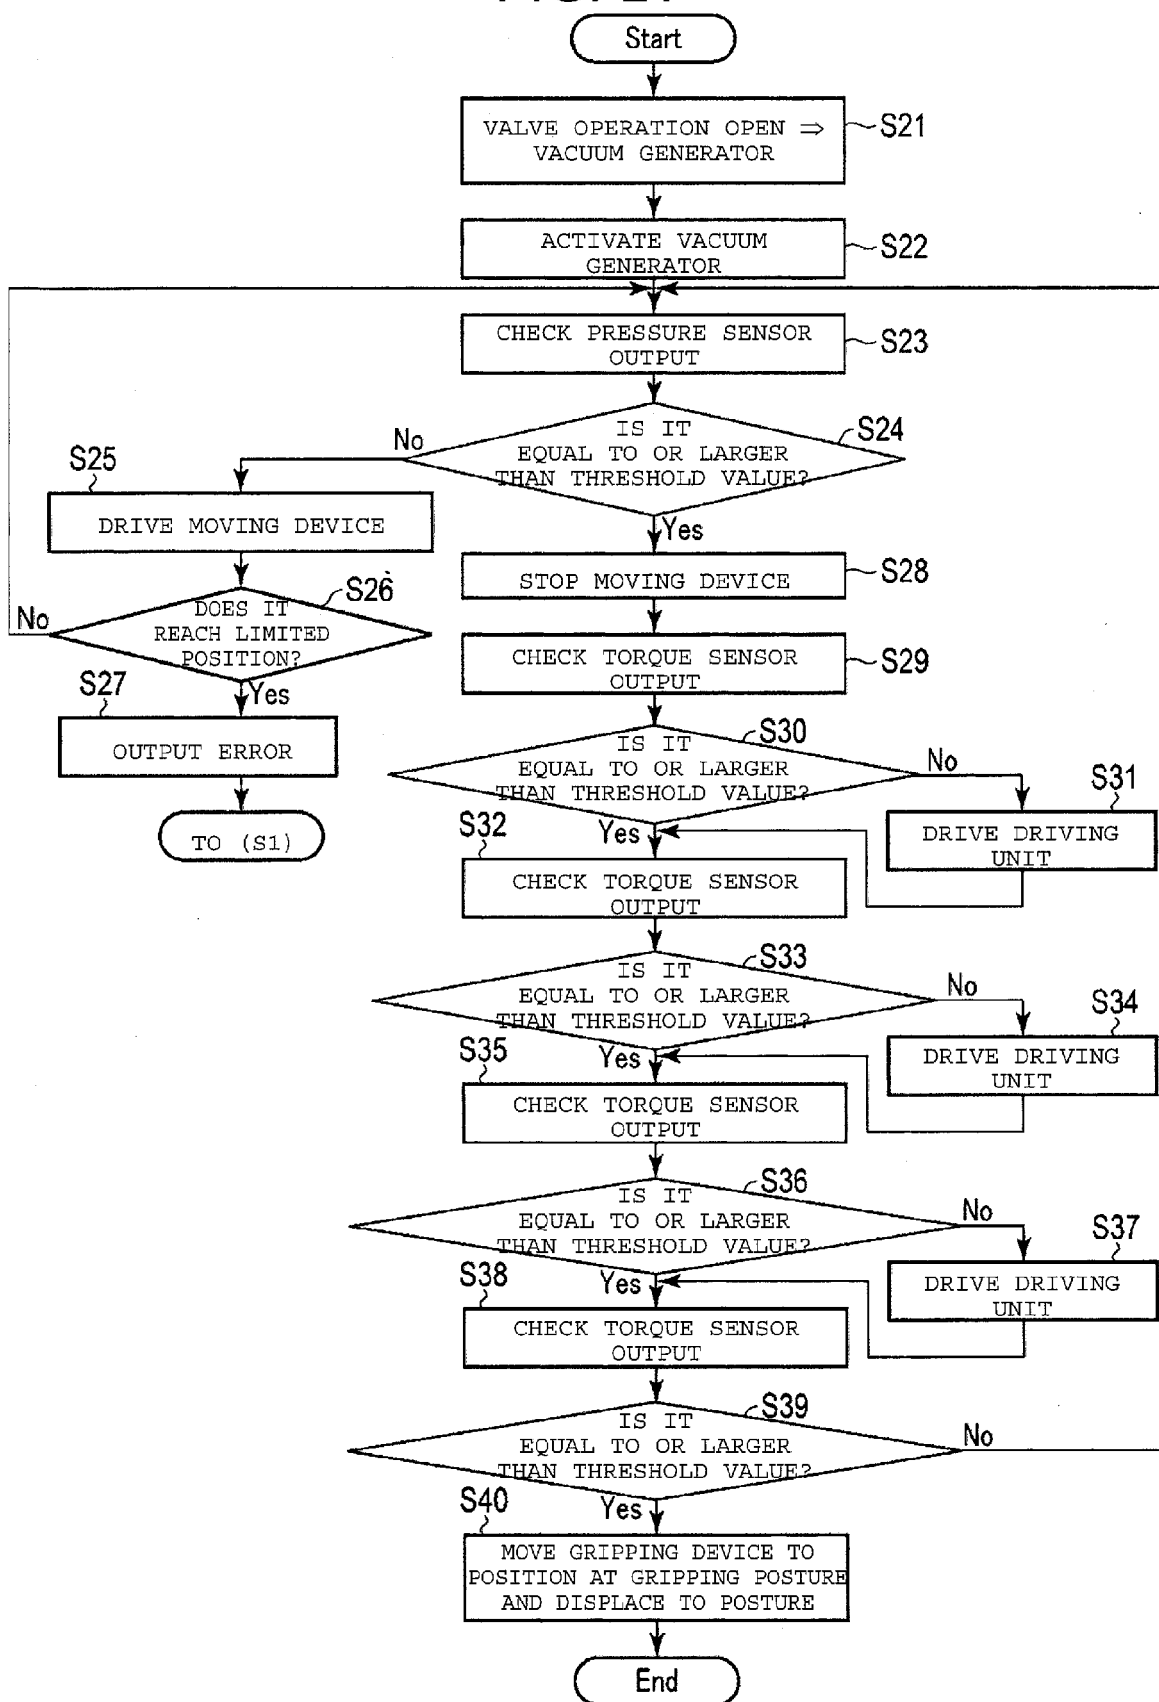 Start
VALVE OPERATION OPEN ⇒
VACUUM GENERATOR
S21
ACTIVATE VACUUM
GENERATOR
S22
CHECK PRESSURE SENSOR
OUTPUT
S23
IS IT
EQUAL TO OR LARGER
THAN THRESHOLD VALUE?
S24
No
Yes
S25
DRIVE MOVING DEVICE
S26
DOES IT
REACH LIMITED
POSITION?
No
Yes
S27
OUTPUT ERROR
TO (S1)
STOP MOVING DEVICE
S28
CHECK TORQUE SENSOR
OUTPUT
S29
IS IT
EQUAL TO OR LARGER
THAN THRESHOLD VALUE?
S30
No
Yes
S31
DRIVE DRIVING
UNIT
S32
CHECK TORQUE SENSOR
OUTPUT
IS IT
EQUAL TO OR LARGER
THAN THRESHOLD VALUE?
S33
No
Yes
S34
DRIVE DRIVING
UNIT
S35
CHECK TORQUE SENSOR
OUTPUT
IS IT
EQUAL TO OR LARGER
THAN THRESHOLD VALUE?
S36
No
Yes
S37
DRIVE DRIVING
UNIT
S38
CHECK TORQUE SENSOR
OUTPUT
IS IT
EQUAL TO OR LARGER
THAN THRESHOLD VALUE?
S39
No
Yes
S40
MOVE GRIPPING DEVICE TO
POSITION AT GRIPPING POSTURE
AND DISPLACE TO POSTURE
End